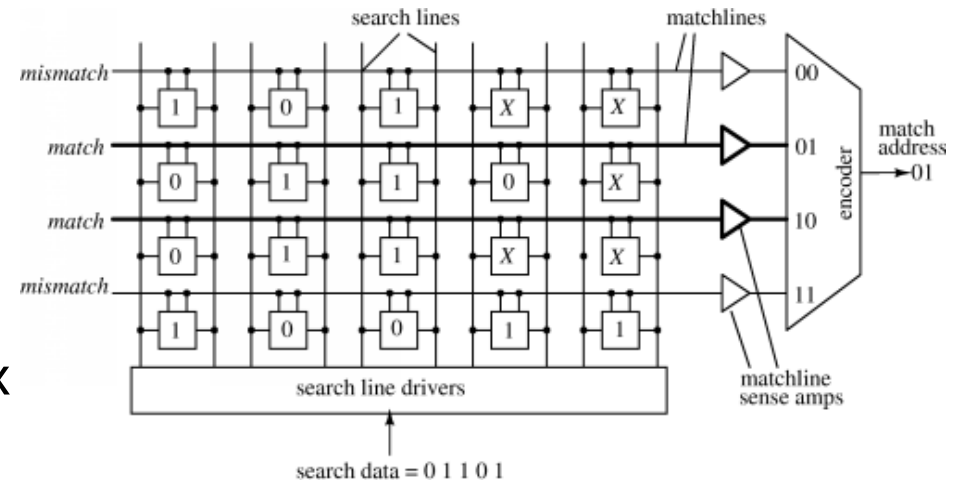 search lines
matchlines
mismatch
1 0 1 X X
00
match
0 1 1 0 X
01
match
address
01
encoder
match
0 1 1 X X
10
mismatch
1 0 0 1 1
11
x
search line drivers
matchline
sense amps
search data = 0 1 1 0 1